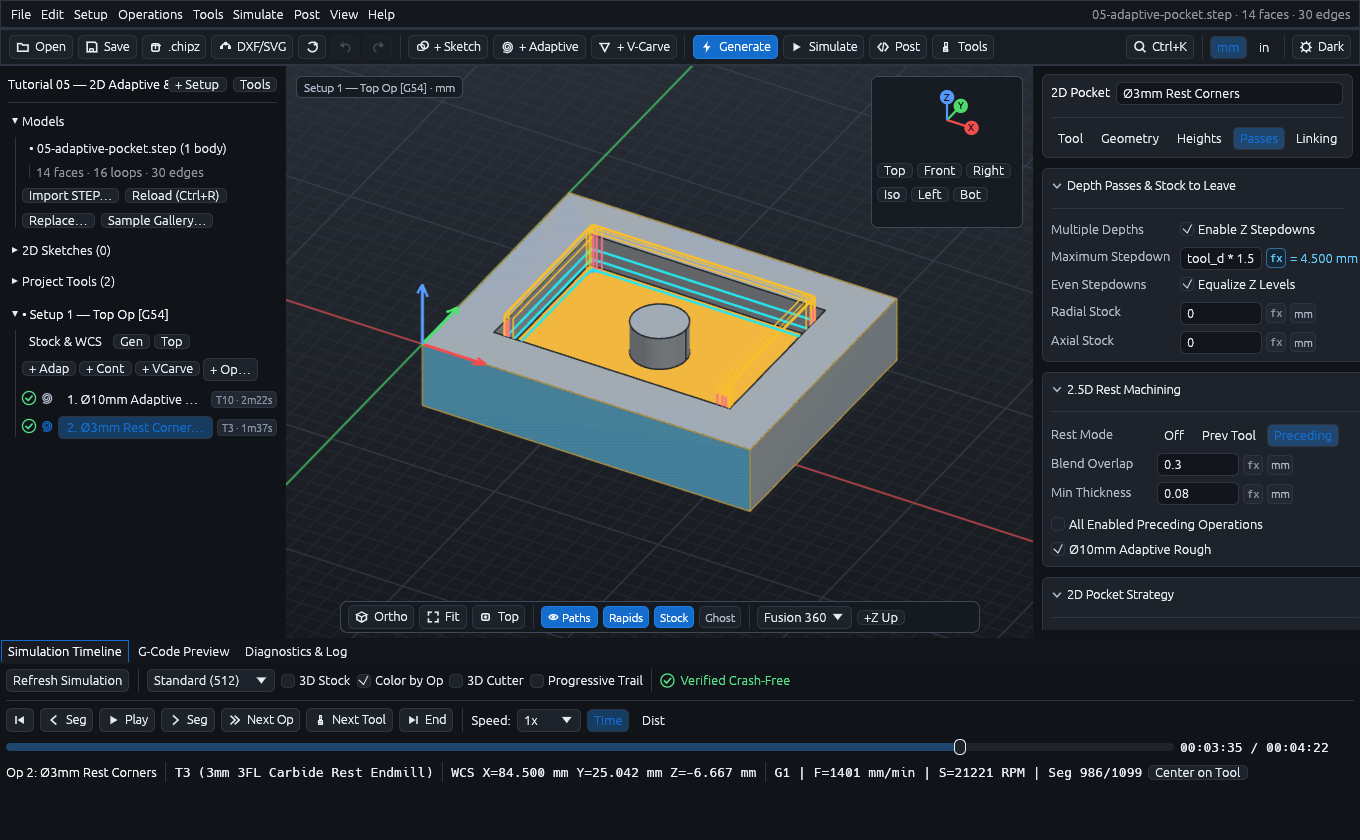 File Edit Setup Operations Tools Simulate Post View Help
05-adaptive-pocket.step · 14 faces · 30 edges
Open Save .chipz DXF/SVG + Sketch + Adaptive + V-Carve Generate Simulate Post Tools Ctrl+K mm in Dark
Tutorial 05 — 2D Adaptive & + Setup Tools
Models
• 05-adaptive-pocket.step (1 body)
14 faces · 16 loops · 30 edges
Import STEP... Reload (Ctrl+R)
Replace... Sample Gallery...
2D Sketches (0)
Project Tools (2)
• Setup 1 — Top Op [G54]
Stock & WCS Gen Top
+ Adap + Cont + VCarve + Op...
1. Ø10mm Adaptive ... T10 · 2m22s
2. Ø3mm Rest Corner... T3 · 1m37s
Setup 1 — Top Op [G54] · mm
Z
Y
X
Top Front Right
Iso Left Bot
Ortho Fit Top Paths Rapids Stock Ghost Fusion 360 +Z Up
2D Pocket Ø3mm Rest Corners
Tool Geometry Heights Passes Linking
Depth Passes & Stock to Leave
Multiple Depths Enable Z Stepdowns
Maximum Stepdown tool_d * 1.5 fx = 4.500 mm
Even Stepdowns Equalize Z Levels
Radial Stock 0 fx mm
Axial Stock 0 fx mm
2.5D Rest Machining
Rest Mode Off Prev Tool Preceding
Blend Overlap 0.3 fx mm
Min Thickness 0.08 fx mm
All Enabled Preceding Operations
Ø10mm Adaptive Rough
2D Pocket Strategy
Simulation Timeline G-Code Preview Diagnostics & Log
Refresh Simulation Standard (512) 3D Stock Color by Op 3D Cutter Progressive Trail Verified Crash-Free
Seg Play Seg Next Op Next Tool End Speed: 1x Time Dist
00:03:35 / 00:04:22
Op 2: Ø3mm Rest Corners T3 (3mm 3FL Carbide Rest Endmill) WCS X=84.500 mm Y=25.042 mm Z=-6.667 mm G1 | F=1401 mm/min | S=21221 RPM | Seg 986/1099 Center on Tool